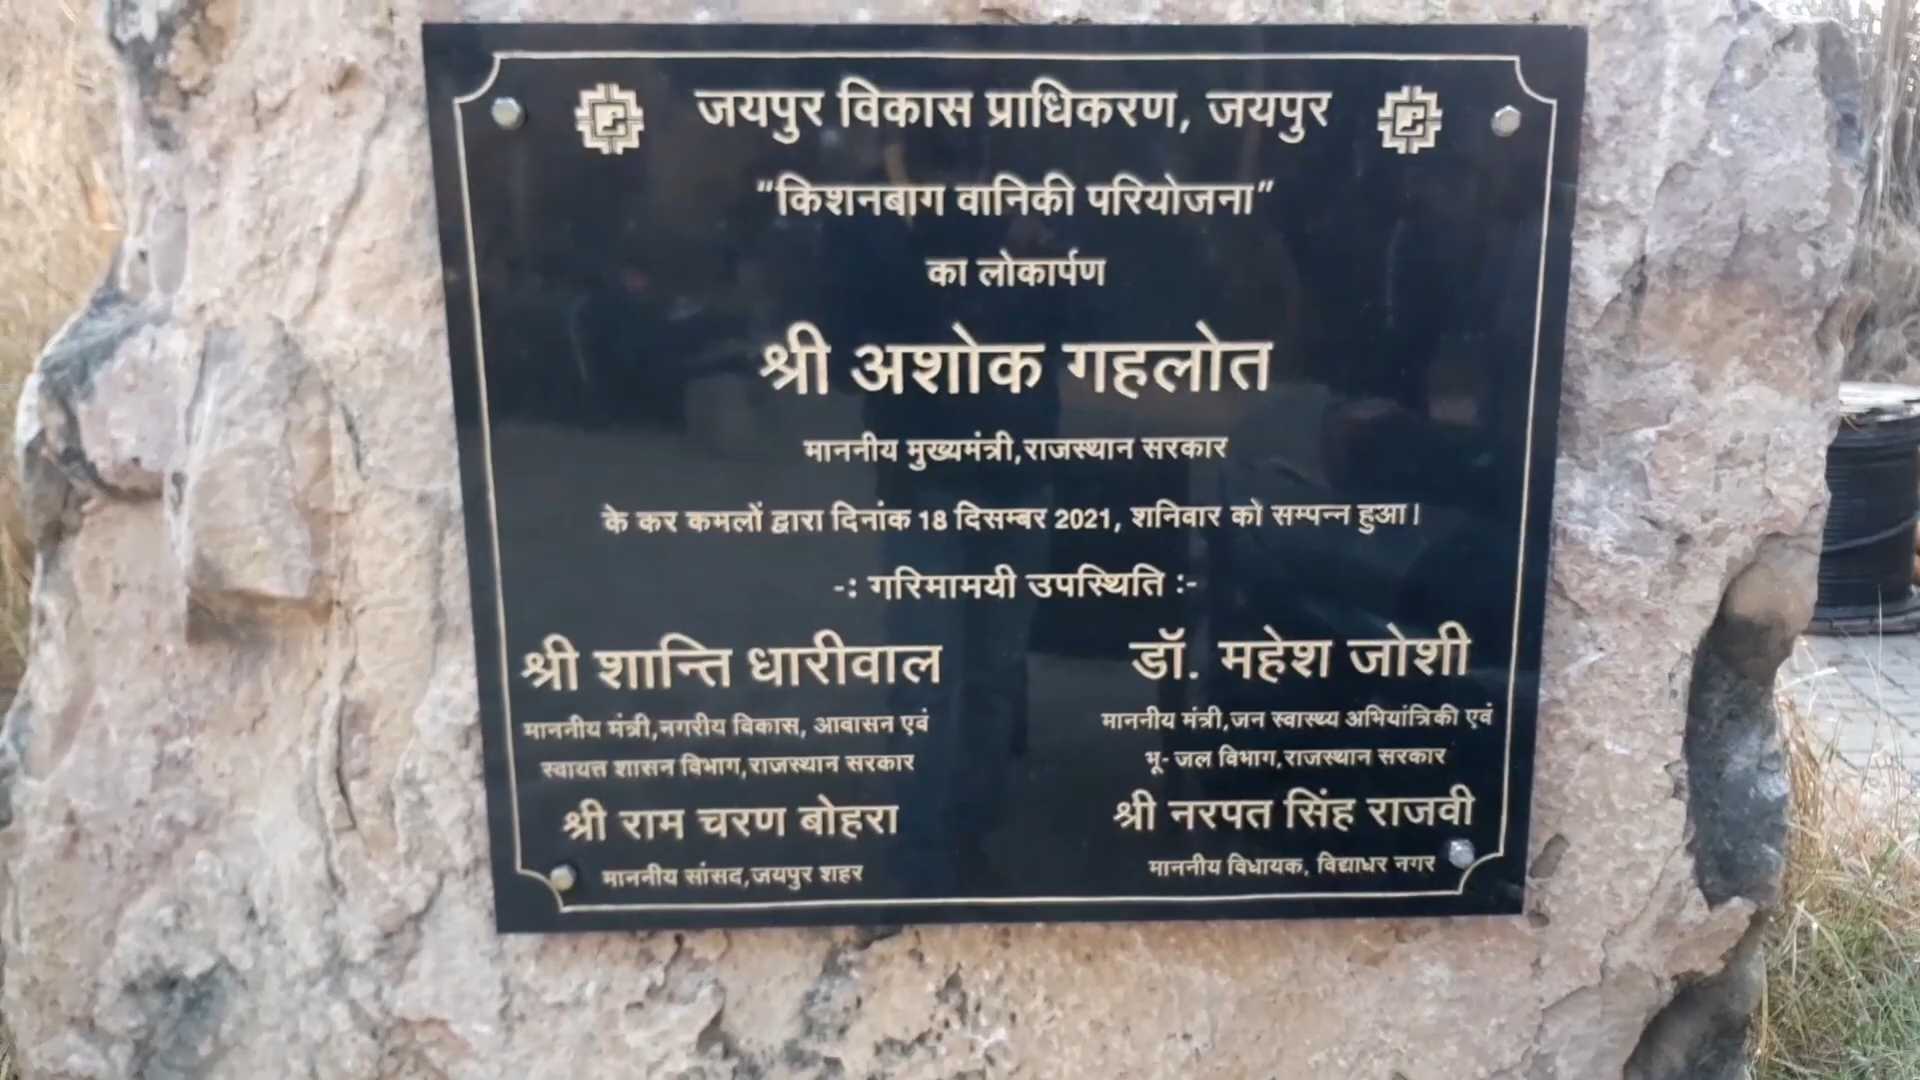 जयपुर विकास प्राधिकरण, जयपुर
"किशनबाग वानिकी परियोजना"
का लोकार्पण
श्री अशोक गहलोत
माननीय मुख्यमंत्री,राजस्थान सरकार
के कर कमलों द्वारा दिनांक 18 दिसम्बर 2021, शनिवार को सम्पन्न हुआ।
-: गरिमामयी उपस्थिति :-
श्री शान्ति धारीवाल
माननीय मंत्री,नगरीय विकास, आवासन एवं
स्वायत्त शासन विभाग,राजस्थान सरकार
डॉ. महेश जोशी
माननीय मंत्री,जन स्वास्थ्य अभियांत्रिकी एवं
भू- जल विभाग,राजस्थान सरकार
श्री राम चरण बोहरा
माननीय सांसद,जयपुर शहर
श्री नरपत सिंह राजवी
माननीय विधायक, विद्याधर नगर